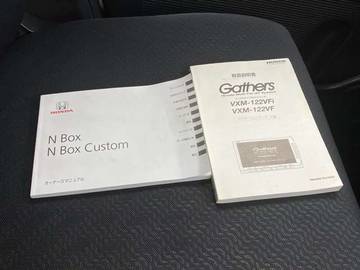 HONDA
N Box
N Box Custom
オーナーズマニュアル
取扱説明書
HONDA
Gathers
VXM-122VFi
VXM-122VF
Gathers